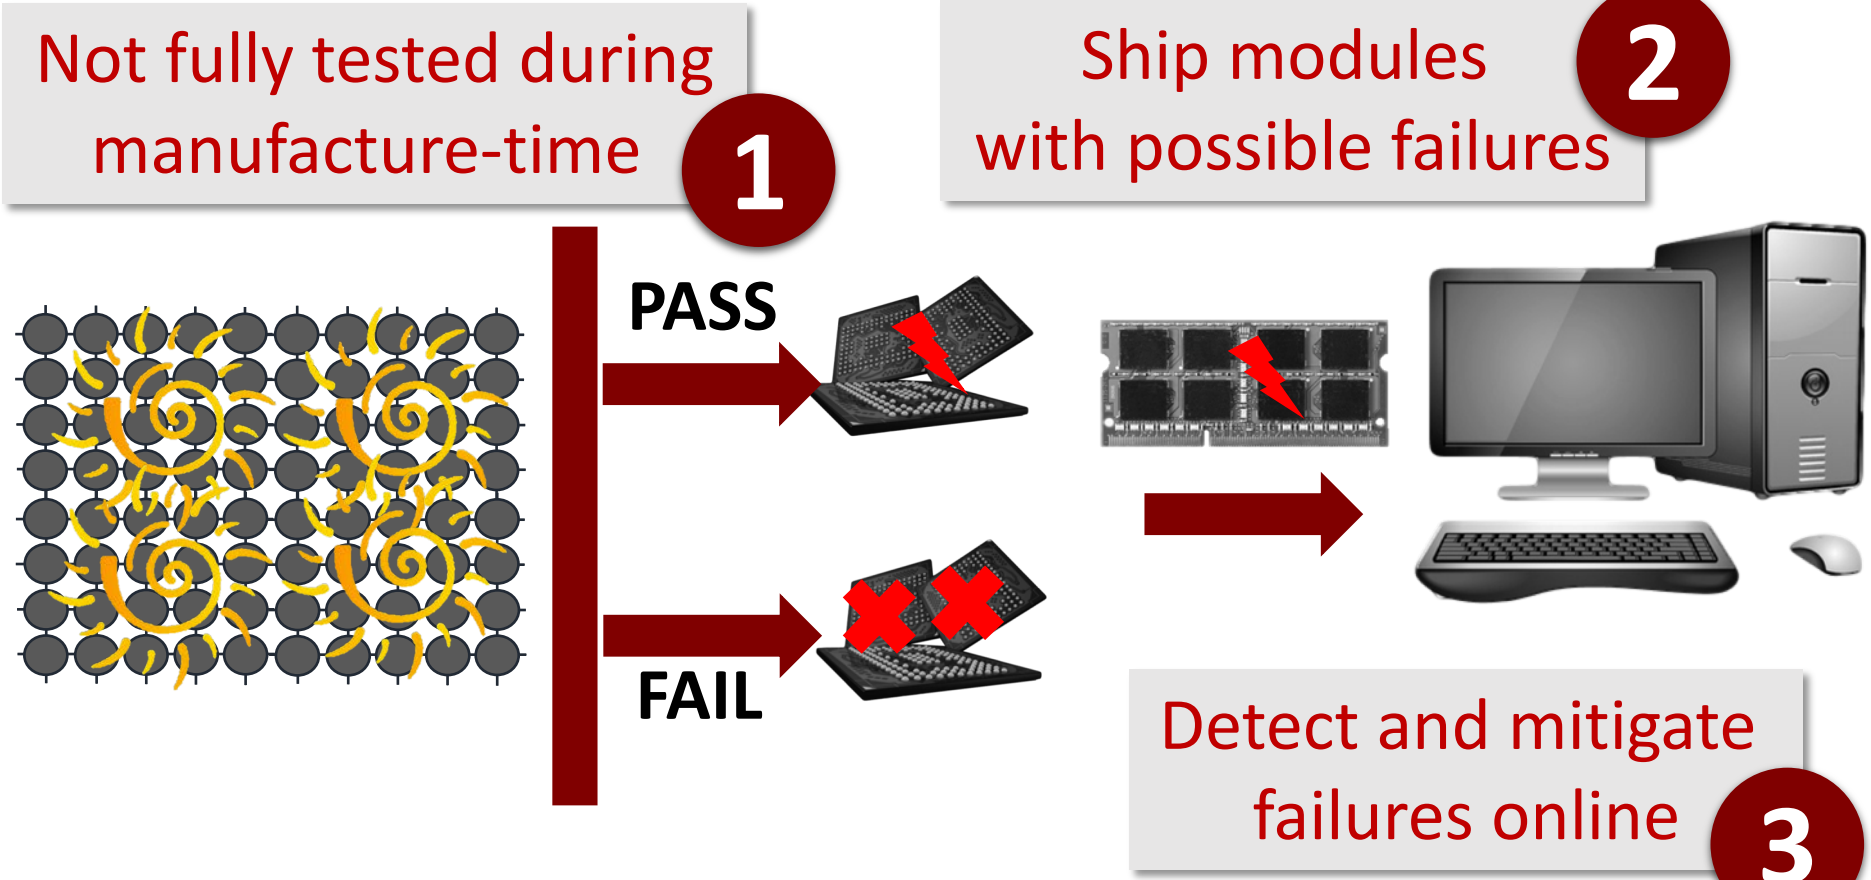 Not fully tested during
manufacture-time
1
Ship modules
with possible failures
2
PASS
FAIL
Detect and mitigate
failures online
3